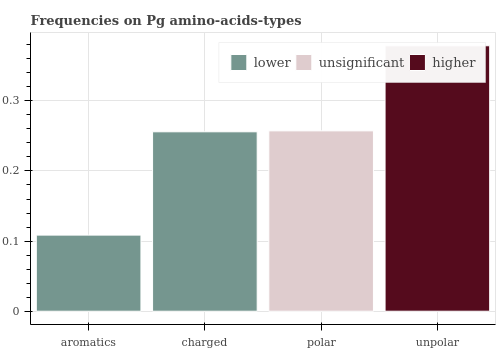 Frequencies on Pg amino-acids-types
lower unsignificant higher
0.3
0.2
0.1
0
aromatics charged polar unpolar